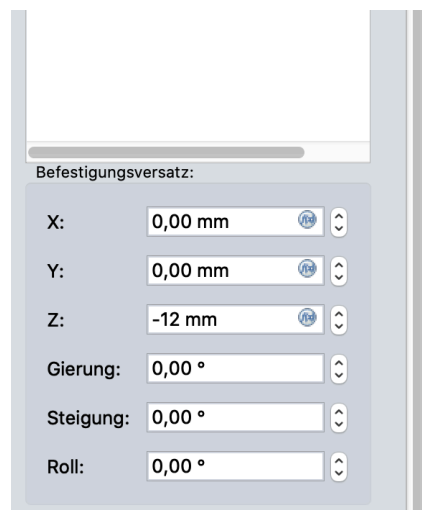 Befestigungsversatz:
X: 0,00 mm
Y: 0,00 mm
Z: -12 mm
Gierung: 0,00 °
Steigung: 0,00 °
Roll: 0,00 °